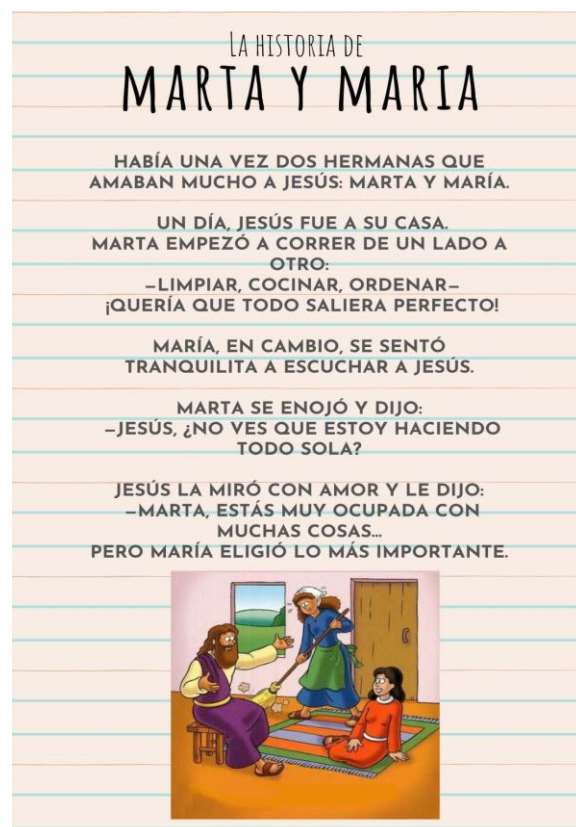 LA HISTORIA DE
MARTA Y MARIA
HABÍA UNA VEZ DOS HERMANAS QUE
AMABAN MUCHO A JESÚS: MARTA Y MARÍA.
UN DÍA, JESÚS FUE A SU CASA.
MARTA EMPEZÓ A CORRER DE UN LADO A
OTRO:
—LIMPIAR, COCINAR, ORDENAR—
¡QUERÍA QUE TODO SALIERA PERFECTO!
MARÍA, EN CAMBIO, SE SENTÓ
TRANQUILITA A ESCUCHAR A JESÚS.
MARTA SE ENOJÓ Y DIJO:
—JESÚS, ¿NO VES QUE ESTOY HACIENDO
TODO SOLA?
JESÚS LA MIRÓ CON AMOR Y LE DIJO:
—MARTA, ESTÁS MUY OCUPADA CON
MUCHAS COSAS...
PERO MARÍA ELIGIÓ LO MÁS IMPORTANTE.